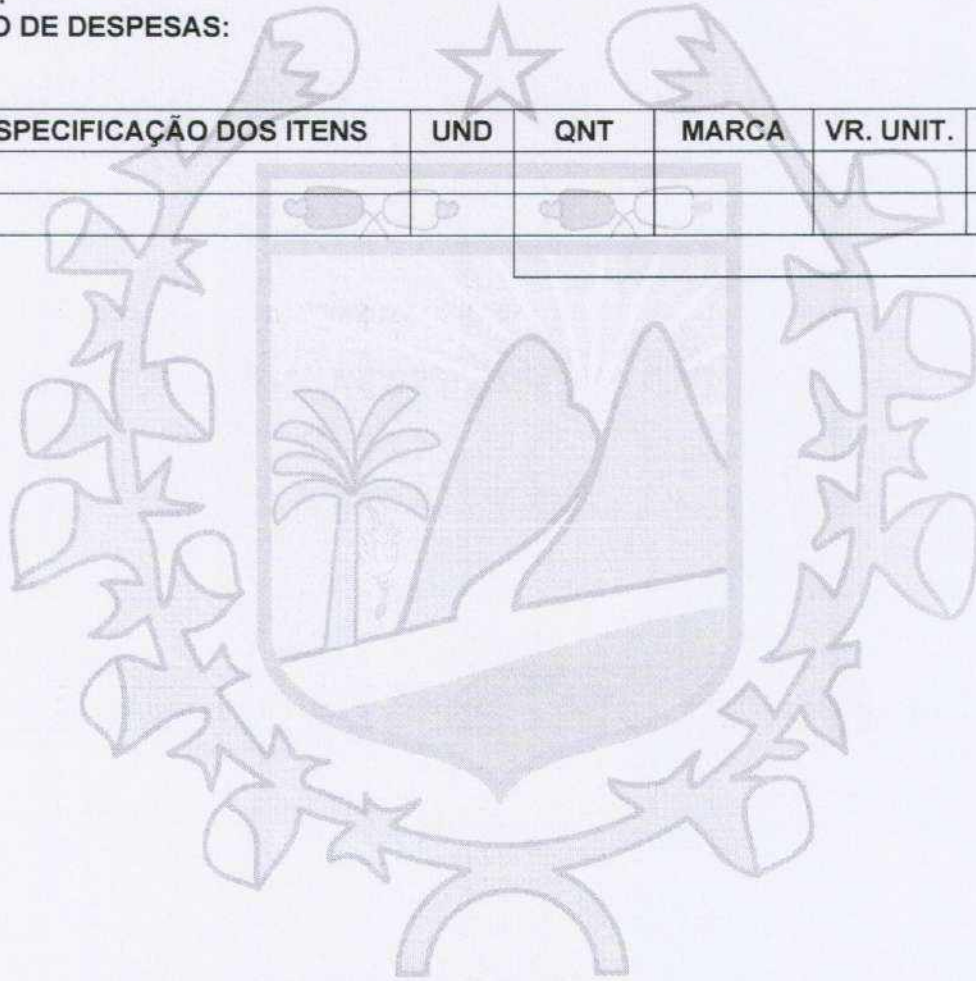 O DE DESPESAS:
SPECIFICAÇÃO DOS ITENS UND QNT MARCA VR. UNIT.